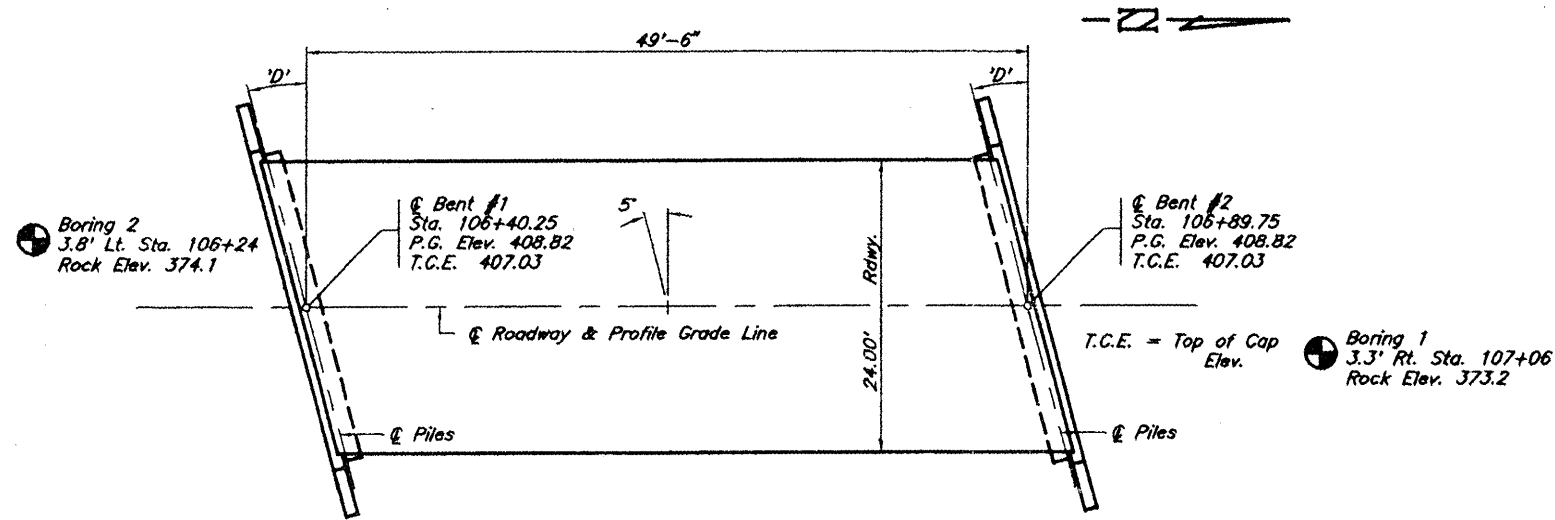 49'-6"
'D'
'D'
Boring 2
3.8' Lt. Sta. 106+24
Rock Elev. 374.1
℄ Bent #1
Sta. 106+40.25
P.G. Elev. 408.82
T.C.E. 407.03
5'
Rdwy.
24.00'
℄ Bent #2
Sta. 106+89.75
P.G. Elev. 408.82
T.C.E. 407.03
℄ Roadway & Profile Grade Line
T.C.E. = Top of Cap
Elev.
Boring 1
3.3' Rt. Sta. 107+06
Rock Elev. 373.2
℄ Piles
℄ Piles